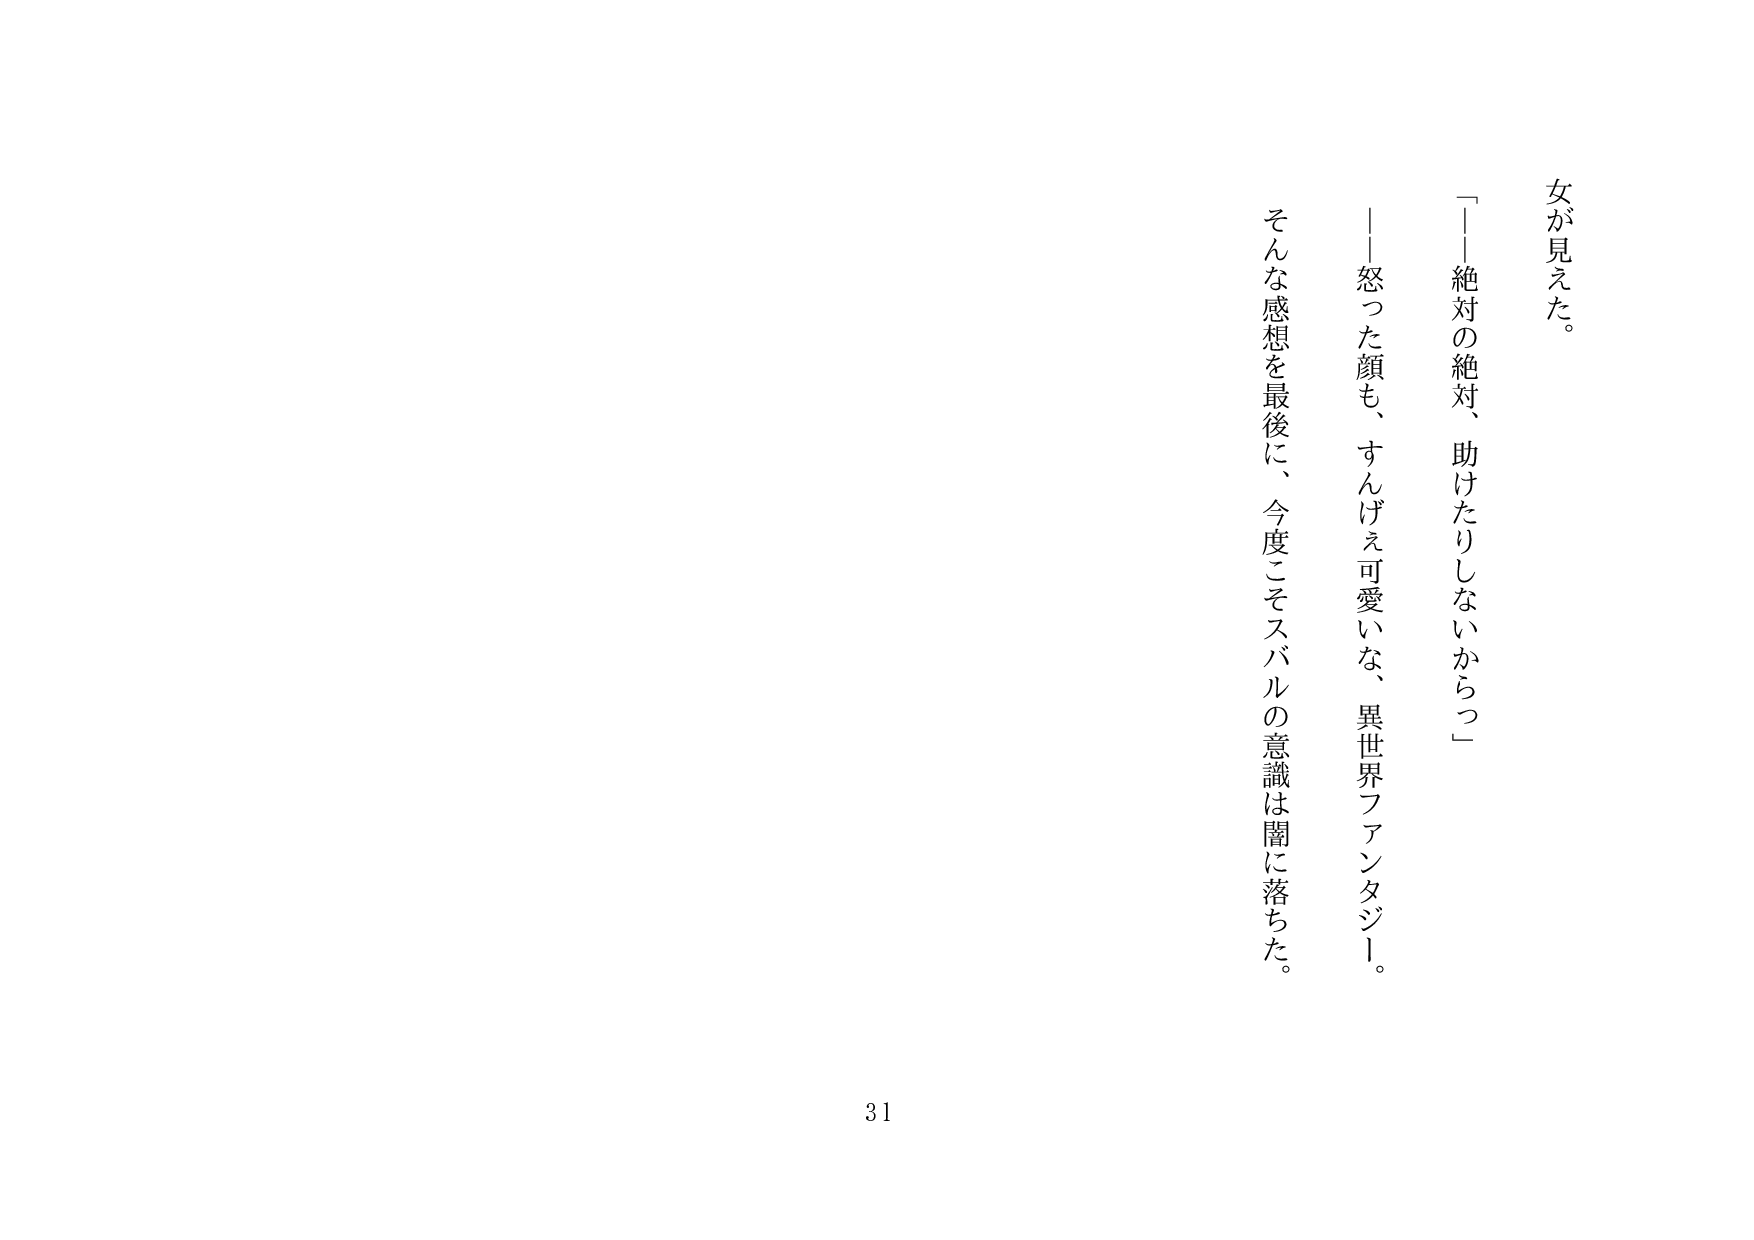 女が見えた。
「――絶対の絶対、助けたりしないからっ」
――怒った顔も、すんげぇ可愛いな、異世界ファンタジー。
そんな感想を最後に、今度こそスバルの意識は闇に落ちた。
31